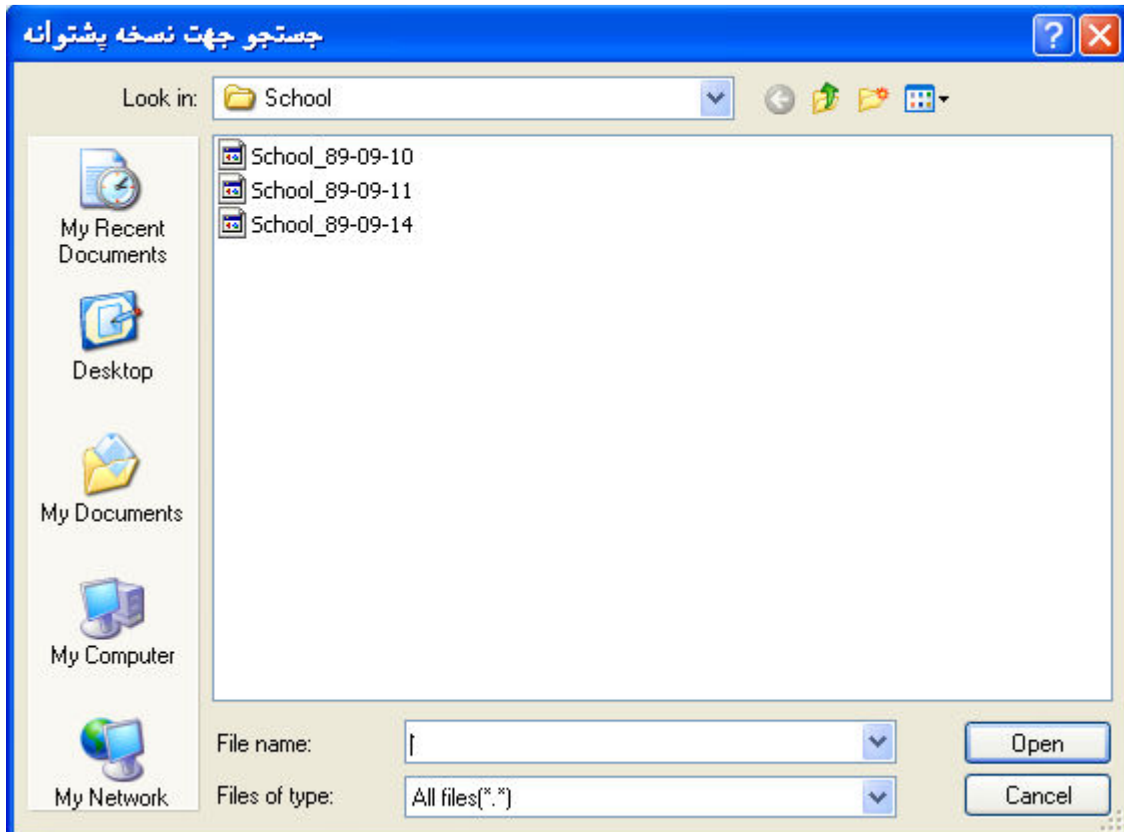 جستجو جهت نسخه پشتوانه
Look in: School
School_89-09-10
School_89-09-11
School_89-09-14
My Recent
Documents
Desktop
My Documents
My Computer
My Network
File name:
Open
Files of type: All files(*.*)
Cancel